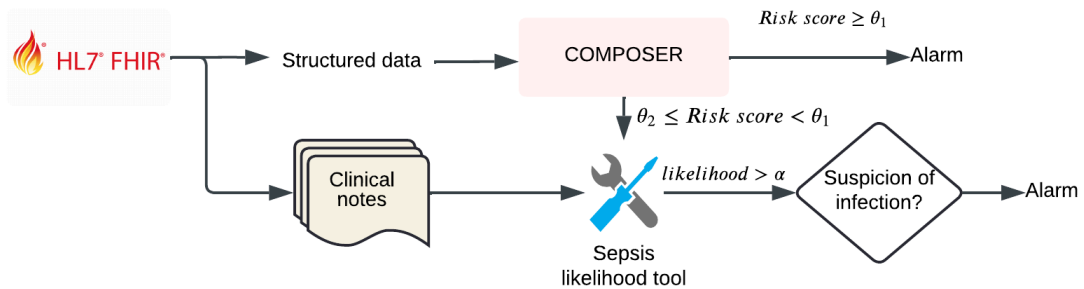 HL7® FHIR®
Structured data
COMPOSER
Risk score ≥ θ₁
Alarm
θ₂ ≤ Risk score < θ₁
Clinical
notes
likelihood > α
Suspicion of
infection?
Alarm
Sepsis
likelihood tool